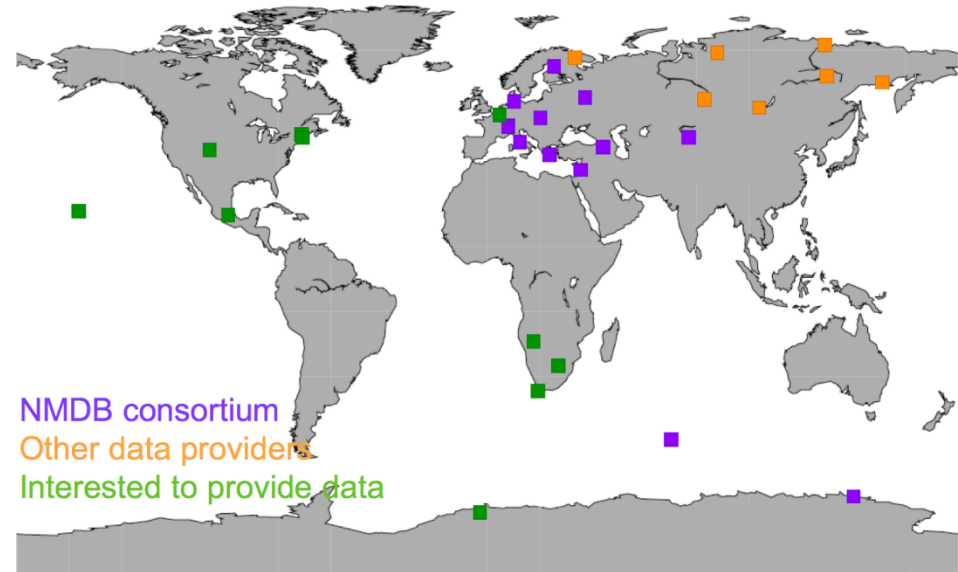 NMDB consortium
Other data providers
Interested to provide data